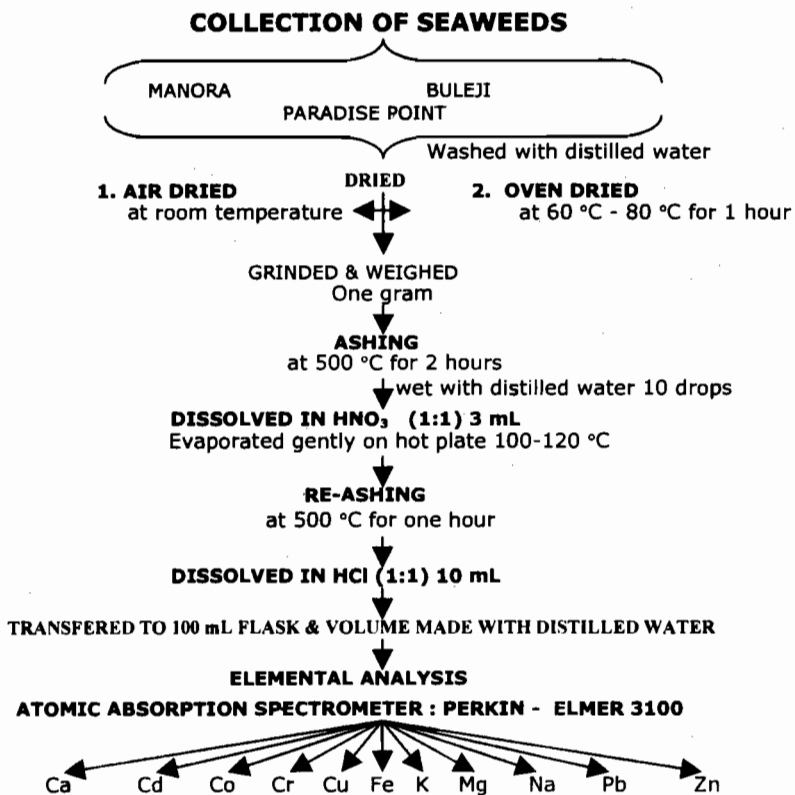 COLLECTION OF SEAWEEDS
MANORA BULEJI
PARADISE POINT
Washed with distilled water
DRIED
1. AIR DRIED 2. OVEN DRIED
at room temperature at 60 °C - 80 °C for 1 hour
GRINDED & WEIGHED
One gram
ASHING
at 500 °C for 2 hours
wet with distilled water 10 drops
DISSOLVED IN HNO₃ (1:1) 3 mL
Evaporated gently on hot plate 100-120 °C
RE-ASHING
at 500 °C for one hour
DISSOLVED IN HCl (1:1) 10 mL
TRANSFERED TO 100 mL FLASK & VOLUME MADE WITH DISTILLED WATER
ELEMENTAL ANALYSIS
ATOMIC ABSORPTION SPECTROMETER : PERKIN - ELMER 3100
Ca Cd Co Cr Cu Fe K Mg Na Pb Zn